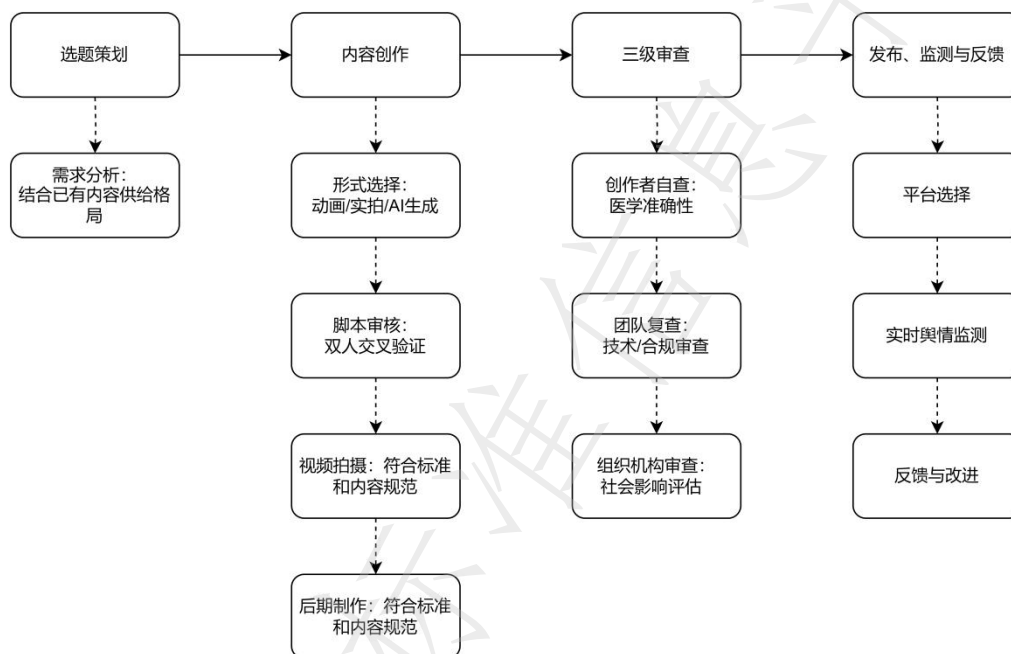 选题策划
内容创作
三级审查
发布、监测与反馈
需求分析：
结合已有内容供给格
局
形式选择：
动画/实拍/AI生成
创作者自查：
医学准确性
平台选择
脚本审核：
双人交叉验证
团队复查：
技术/合规审查
实时舆情监测
视频拍摄：符合标准
和内容规范
组织机构审查：
社会影响评估
反馈与改进
后期制作：符合标准
和内容规范
标准信息平